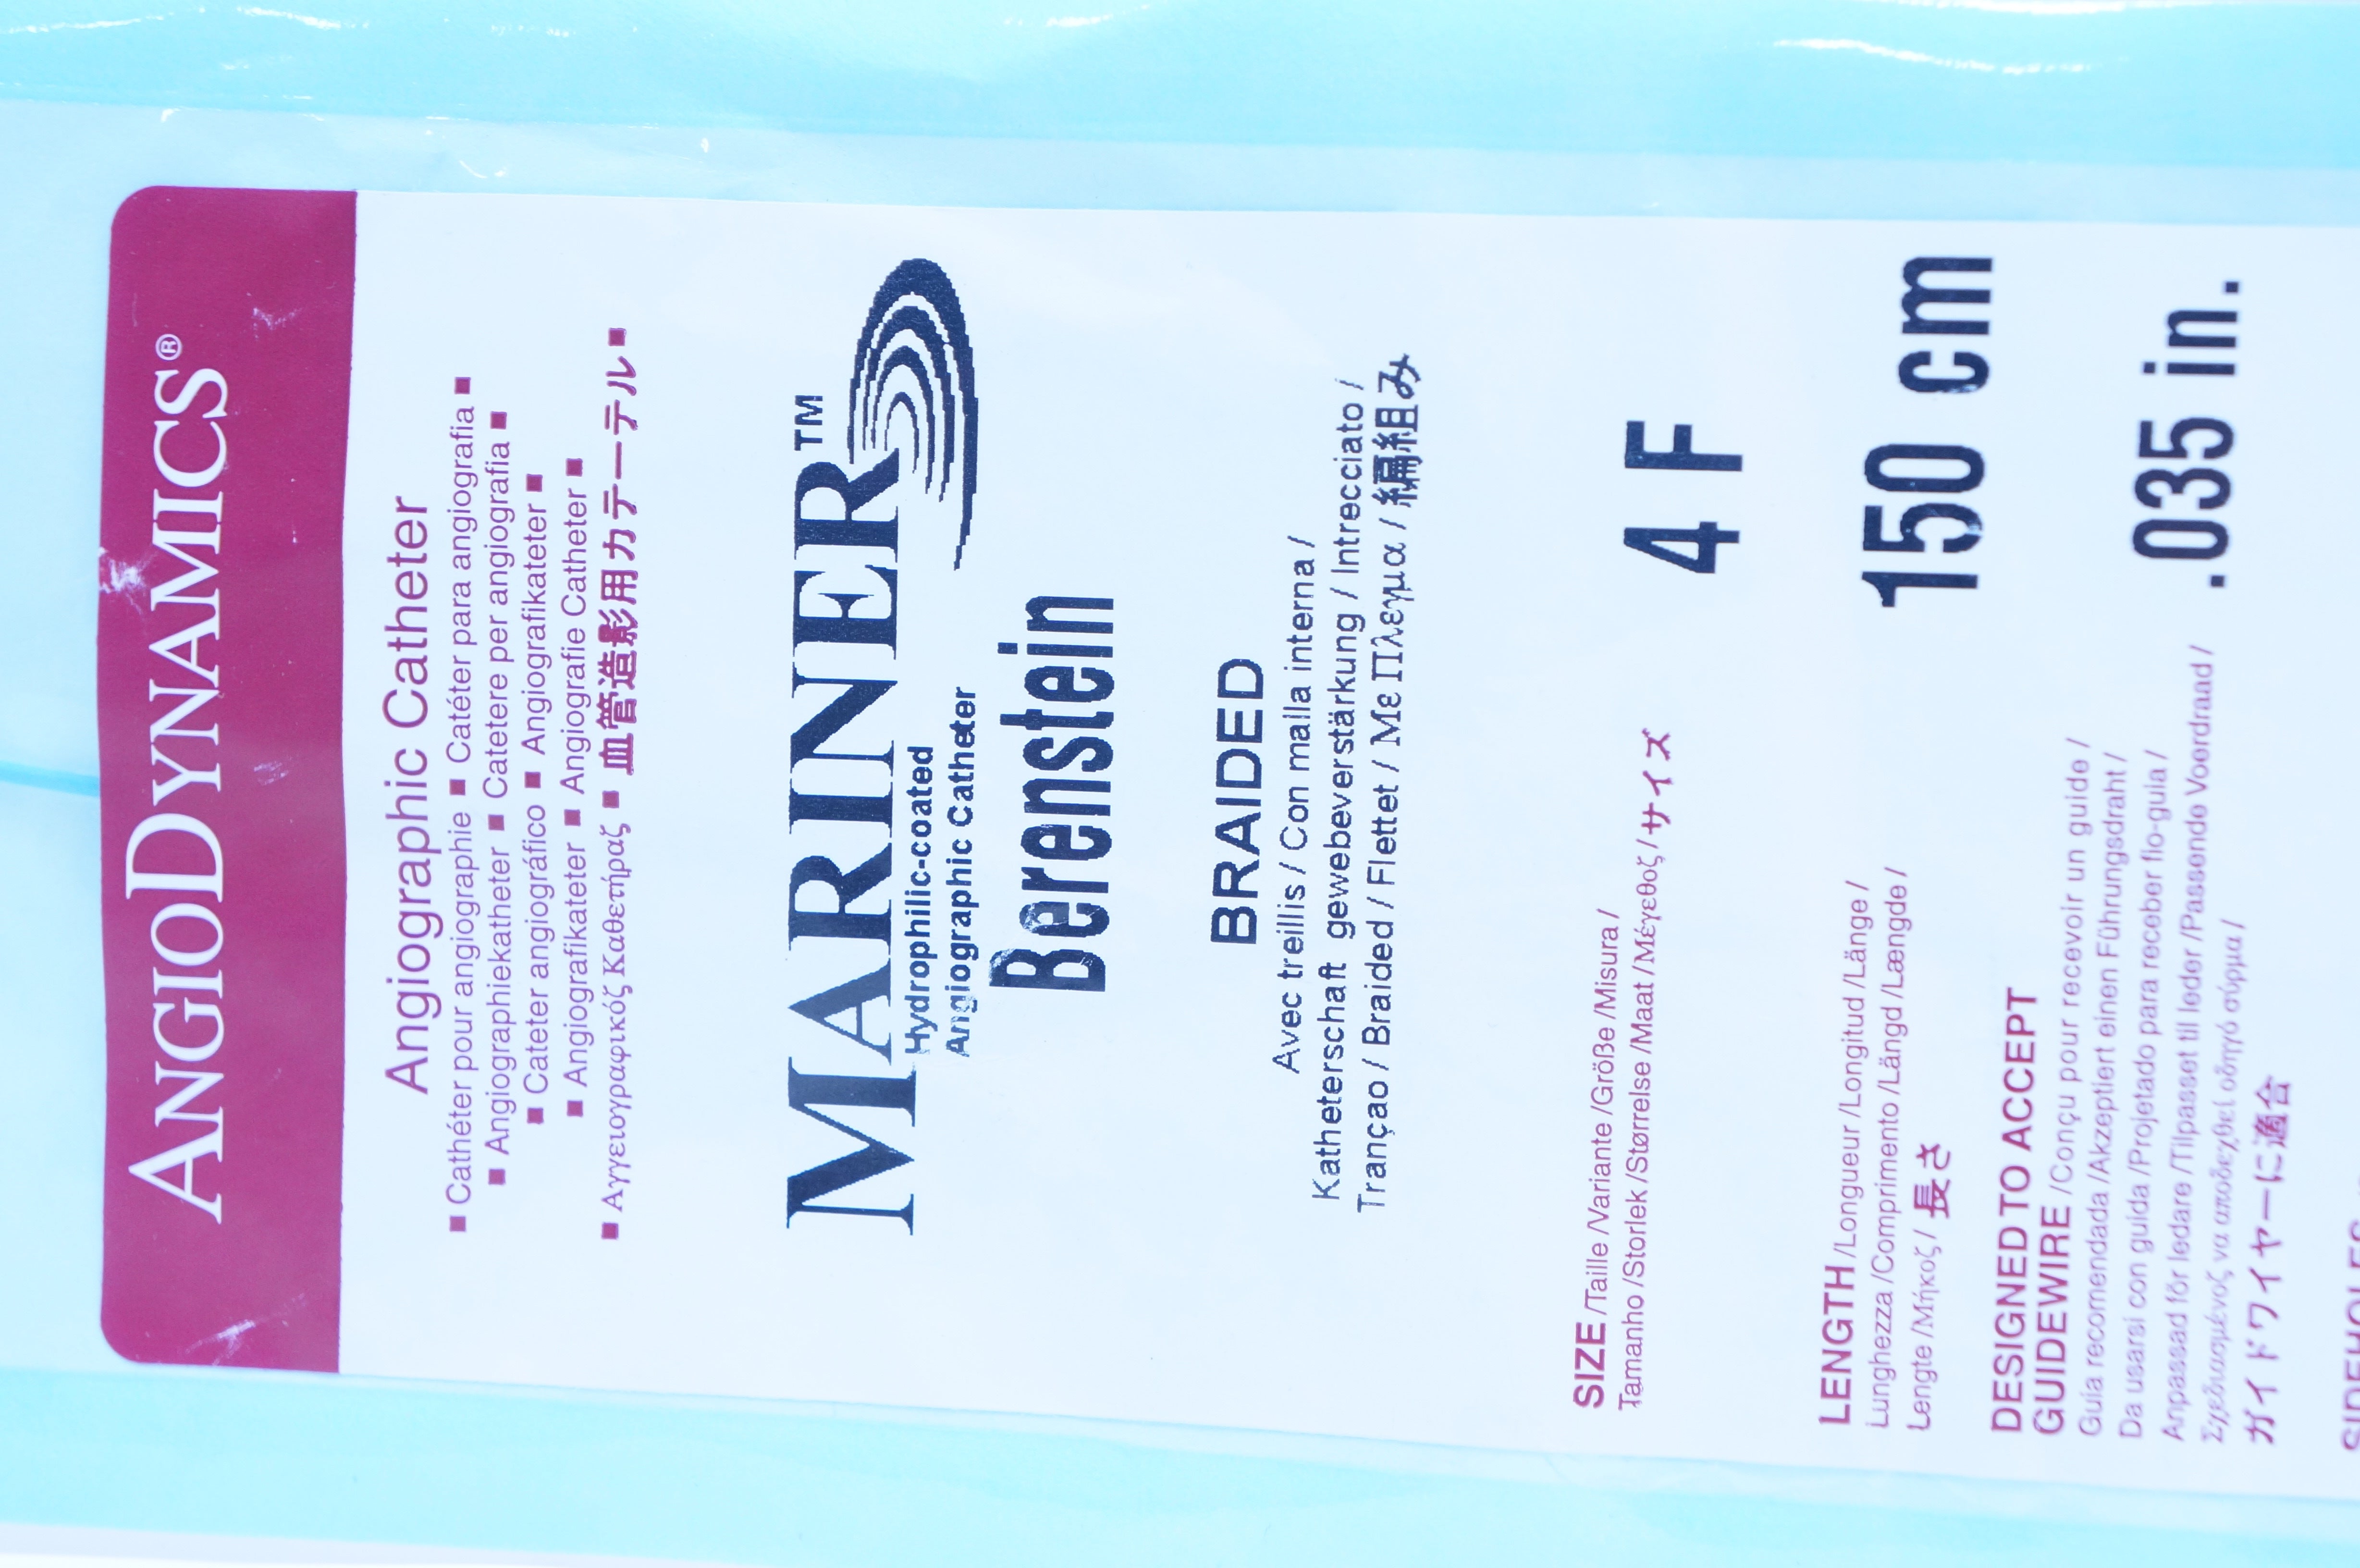 ANGIODYNAMICS®
Angiographic Catheter
■ Cathéter pour angiographie ■ Catéter para angiografia ■
■ Angiographiekatheter ■ Catetere per angiografia ■
■ Cateter angiográfico ■ Angiografikateter ■
■ Angiografikateter ■ Angiografie Catheter ■
■ Αγγειογραφικός Καθετήρας ■ 血管造影用カテーテル ■
MARINER™
Hydrophilic-coated
Angiographic Catheter
Berenstein
BRAIDED
Avec treillis / Con malla interna /
Katheterschaft gewebeverstärkung / Intrecciato /
Trançao / Braided / Flettet / Με Πλεγμα / 編組み
SIZE /Taille /Variante /Größe /Misura /
Tamanho /Storlek /Størrelse /Maat /Μέγεθος /サイズ
4 F
LENGTH /Longueur /Longitud /Länge /
Lunghezza /Comprimento /Längd /Længde /
Lengte /Μήκος / 長さ
150 cm
DESIGNED TO ACCEPT
GUIDEWIRE /Conçu pour recevoir un guide /
Guía recomendada /Akzeptiert einen Führungsdraht /
Da usarsi con guida /Projetado para receber fio-guia /
Anpassad för ledare /Tilpasset til leder /Passende Voerdraad /
Σχεδιασμένος να αποδεχθεί οδηγό σύρμα /
ガイドワイヤーに適合
.035 in.